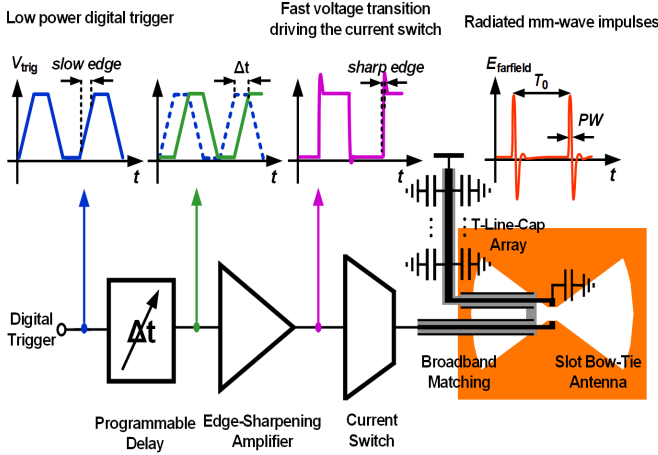 Low power digital trigger
Fast voltage transition
driving the current switch
Radiated mm-wave impulses
Vtrig
slow edge
t
Δt
t
sharp edge
t
Efarfield
T0
PW
t
T-Line-Cap
Array
Digital
Trigger
Δt
Broadband
Matching
Slot Bow-Tie
Antenna
Programmable
Delay
Edge-Sharpening
Amplifier
Current
Switch